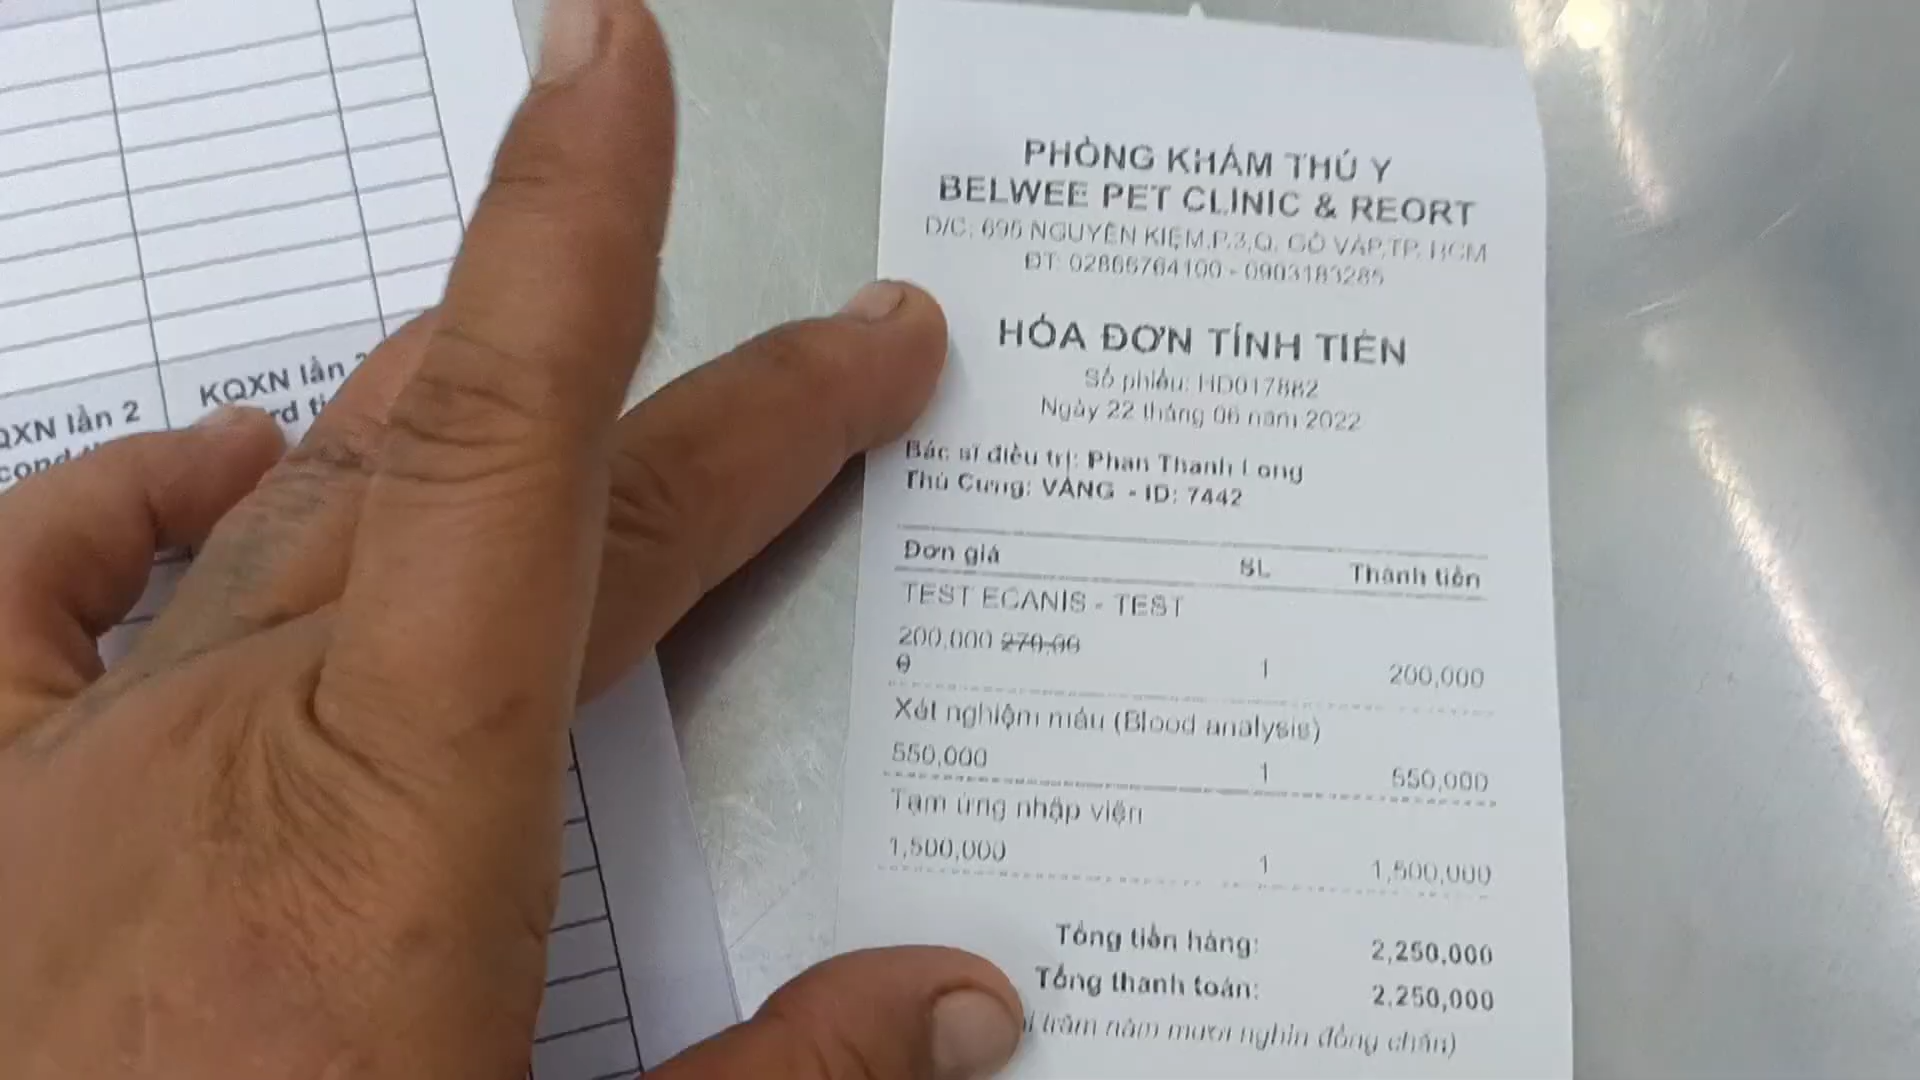 QXN lần 2
KQXN lần
PHÒNG KHÁM THÚ Y
BELWEE PET CLINIC & REORT
Đ/C: 695 NGUYỄN KIỆM,P.3,Q. GÒ VẤP,TP. HCM
ĐT: 02866764100 - 0903183285
HÓA ĐƠN TÍNH TIỀN
Số phiếu: HD017882
Ngày 22 tháng 06 năm 2022
Bác sĩ điều trị: Phan Thanh Long
Thú Cưng: VÀNG - ID: 7442
Đơn giá SL Thành tiền
TEST ECANIS - TEST
200,000 270,00
0 1 200,000
Xét nghiệm máu (Blood analysis)
550,000 1 550,000
Tạm ứng nhập viện
1,500,000 1 1,500,000
Tổng tiền hàng: 2,250,000
Tổng thanh toán: 2,250,000
trăm năm mươi nghìn đồng chẵn)